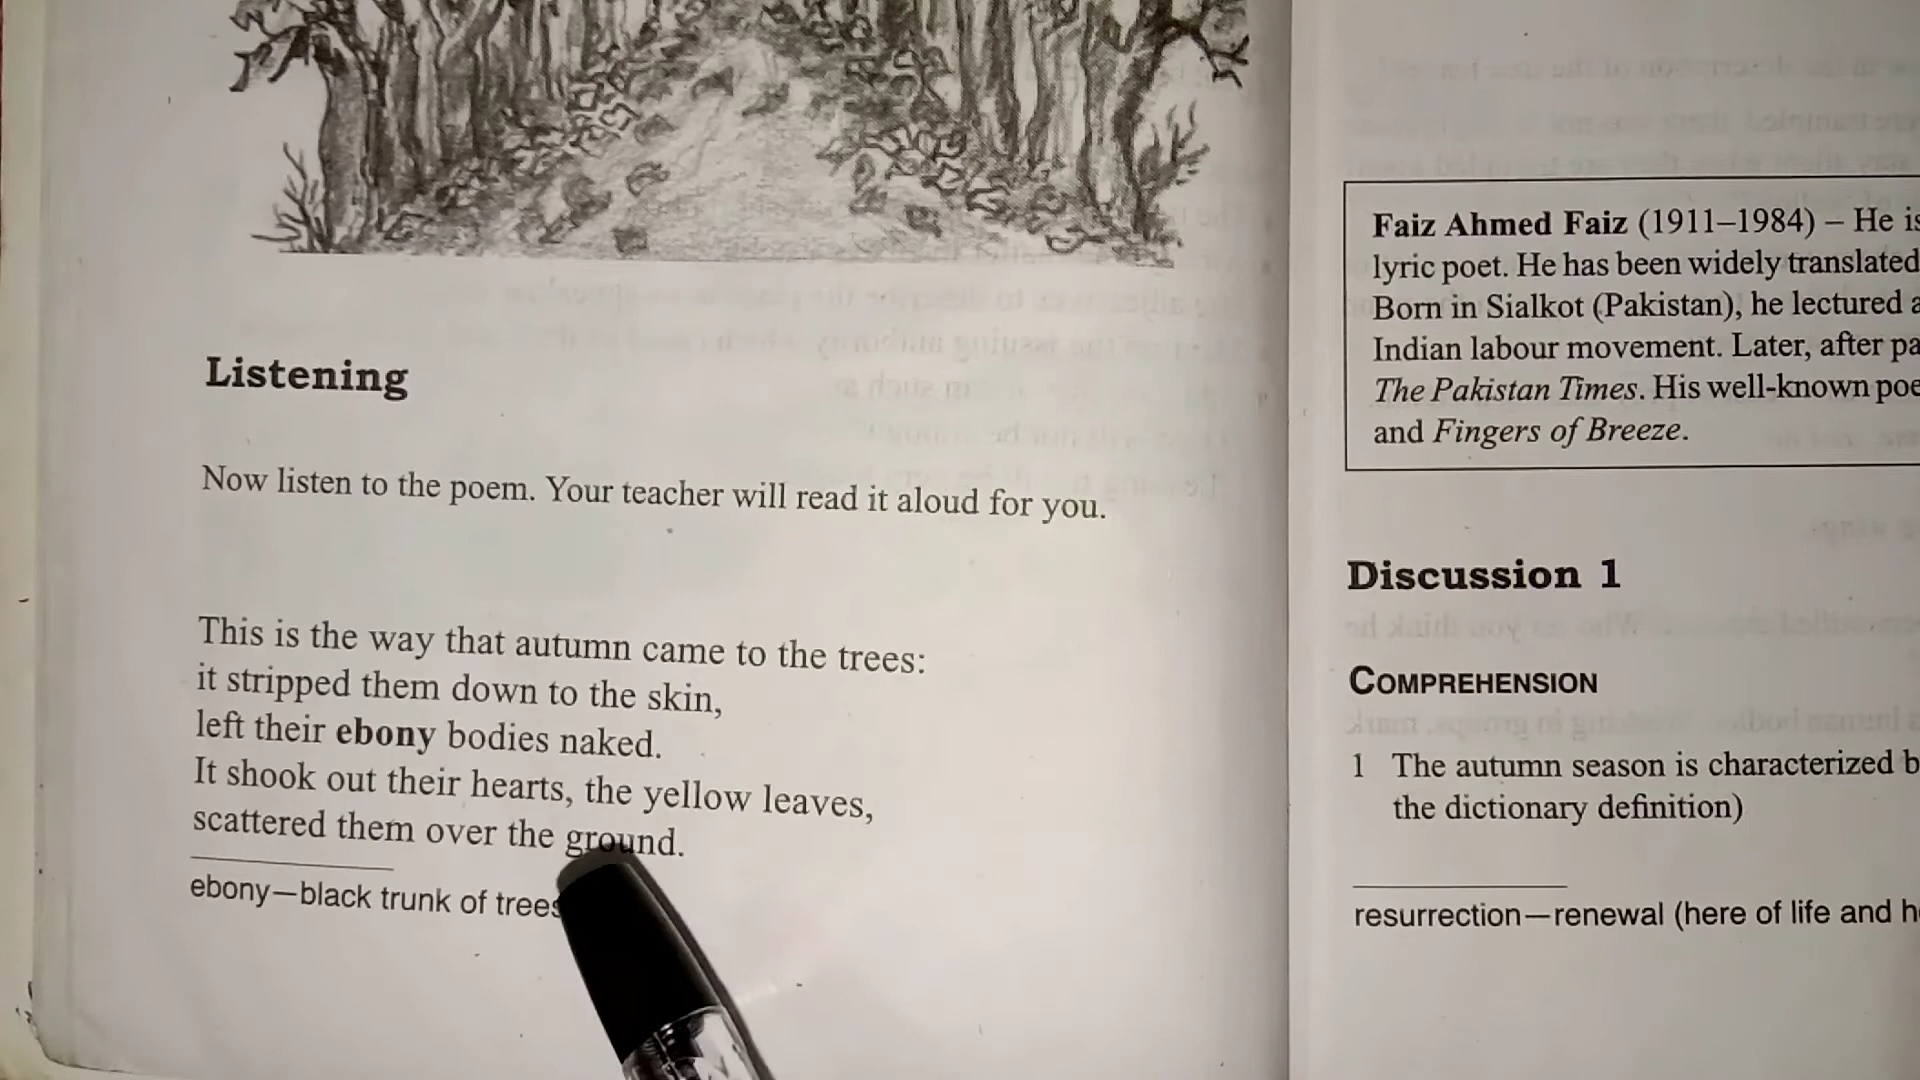 Listening
Now listen to the poem. Your teacher will read it aloud for you.
This is the way that autumn came to the trees:
it stripped them down to the skin,
left their ebony bodies naked.
It shook out their hearts, the yellow leaves,
scattered them over the ground.
ebony—black trunk of trees
Faiz Ahmed Faiz (1911–1984) – He is
lyric poet. He has been widely translated
Born in Sialkot (Pakistan), he lectured
Indian labour movement. Later, after
The Pakistan Times. His well-known
and Fingers of Breeze.
Discussion 1
COMPREHENSION
1 The autumn season is characterized
the dictionary definition)
resurrection—renewal (here of life and